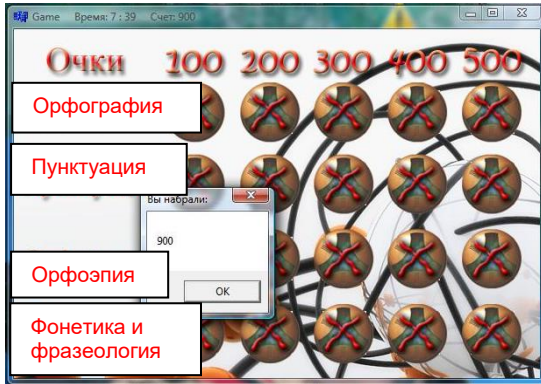 Game Время: 7 : 39 Счет: 900
Очки 100 200 300 400 500
Орфография
Пунктуация
Вы набрали:
900
Орфоэпия
OK
Фонетика и
фразеология